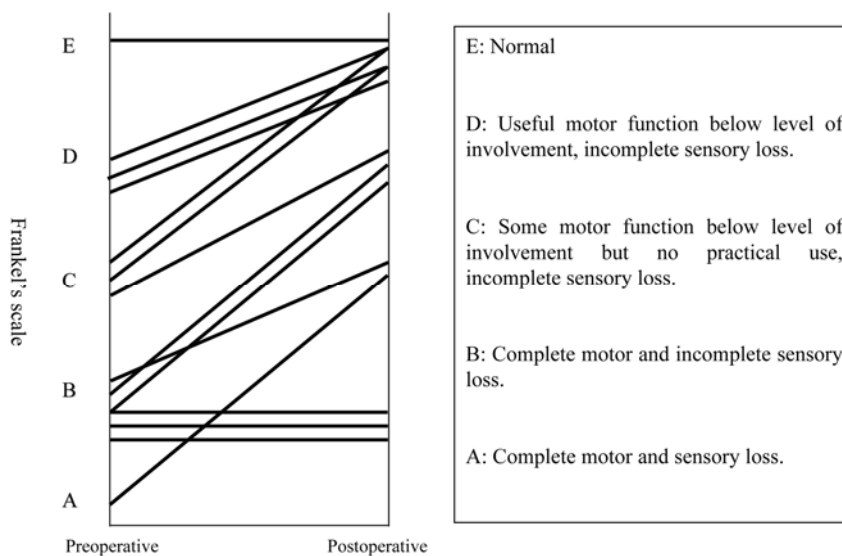 E
D
C
B
A
Frankel's scale
Preoperative
Postoperative
E: Normal
D: Useful motor function below level of
involvement, incomplete sensory loss.
C: Some motor function below level of
involvement but no practical use,
incomplete sensory loss.
B: Complete motor and incomplete sensory
loss.
A: Complete motor and sensory loss.